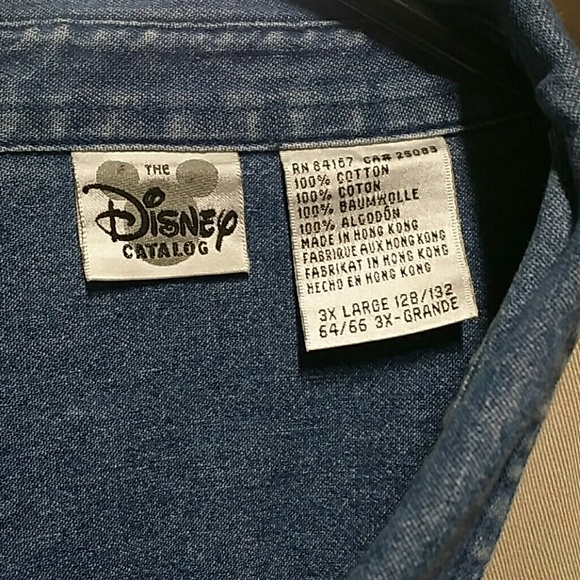 THE
DISNEY
CATALOG
RN 84167 CA# 25083
100% COTTON
100% COTON
100% BAUMWOLLE
100% ALGODÓN
MADE IN HONG KONG
FABRIQUE AUX HONG KONG
FABRIKAT IN HONG KONG
HECHO EN HONG KONG
3X LARGE 128/132
64/66 3X-GRANDE